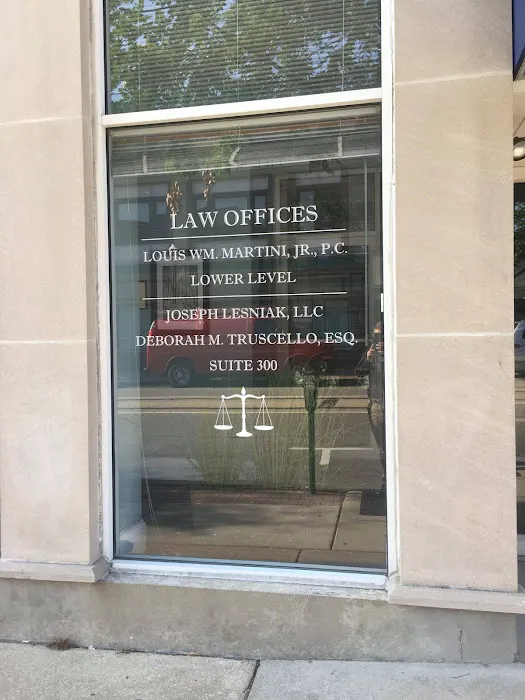 LAW OFFICES
LOUIS WM. MARTINI, JR., P.C.
LOWER LEVEL
JOSEPH LESNIAK, LLC
DEBORAH M. TRUSCELLO, ESQ.
SUITE 300